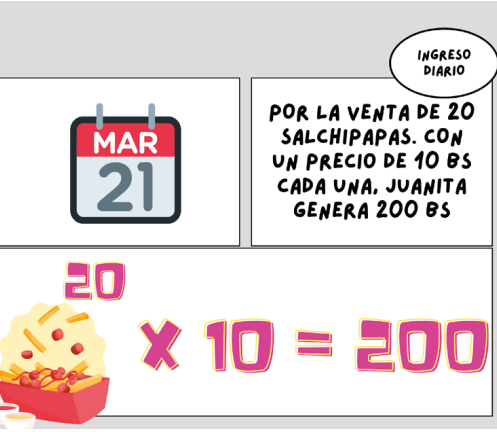 INGRESO
DIARIO
MAR
21
POR LA VENTA DE 20
SALCHIPAPAS. CON
UN PRECIO DE 10 BS
CADA UNA, JUANITA
GENERA 200 BS
20
X 10 = 200